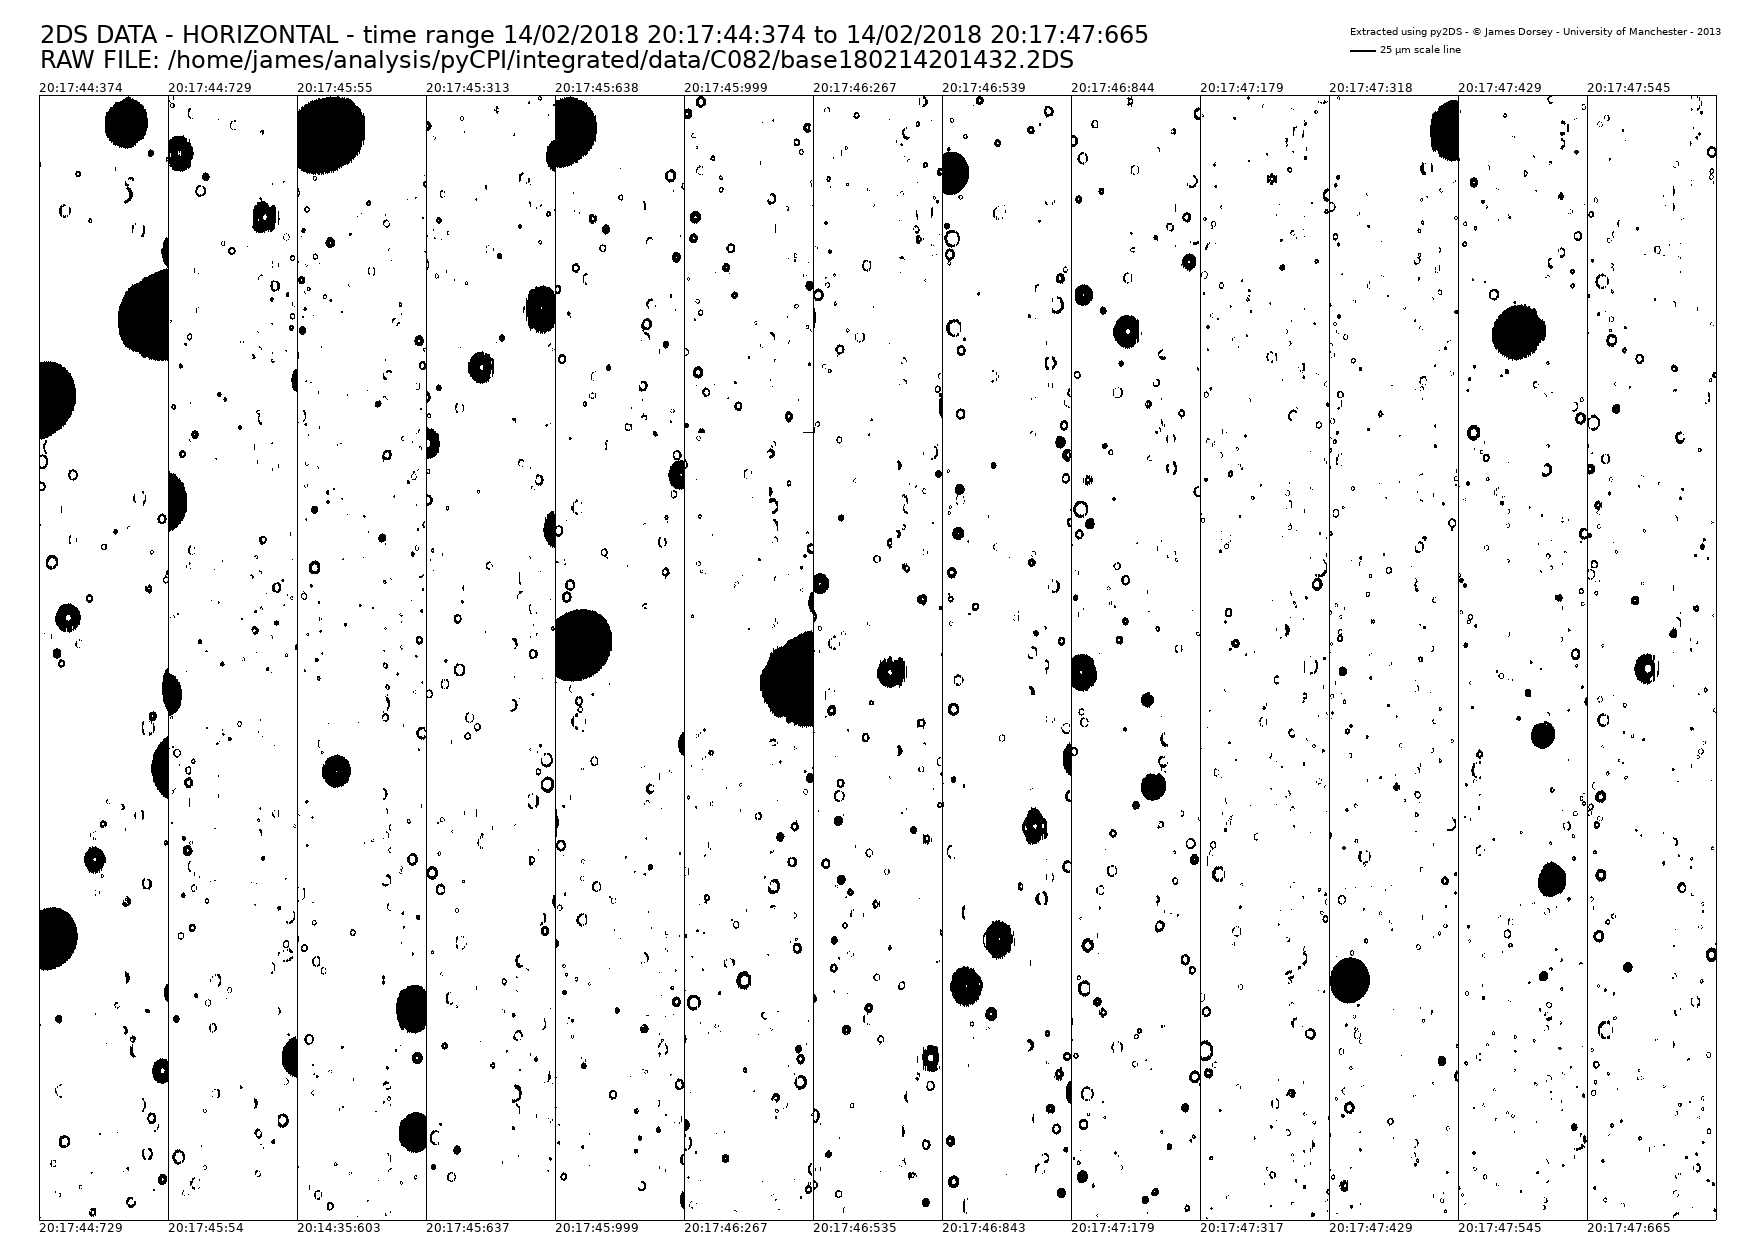 2DS DATA - HORIZONTAL - time range 14/02/2018 20:17:44:374 to 14/02/2018 20:17:47:665
RAW FILE: /home/james/analysis/pyCPI/integrated/data/C082/base180214201432.2DS
Extracted using py2DS - © James Dorsey - University of Manchester - 2013
25 µm scale line
20:17:44:374 20:17:44:729 20:17:45:55 20:17:45:313 20:17:45:638 20:17:45:999 20:17:46:267 20:17:46:539 20:17:46:844 20:17:47:179 20:17:47:318 20:17:47:429 20:17:47:545
20:17:44:729 20:17:45:54 20:14:35:603 20:17:45:637 20:17:45:999 20:17:46:267 20:17:46:535 20:17:46:843 20:17:47:179 20:17:47:317 20:17:47:429 20:17:47:545 20:17:47:665